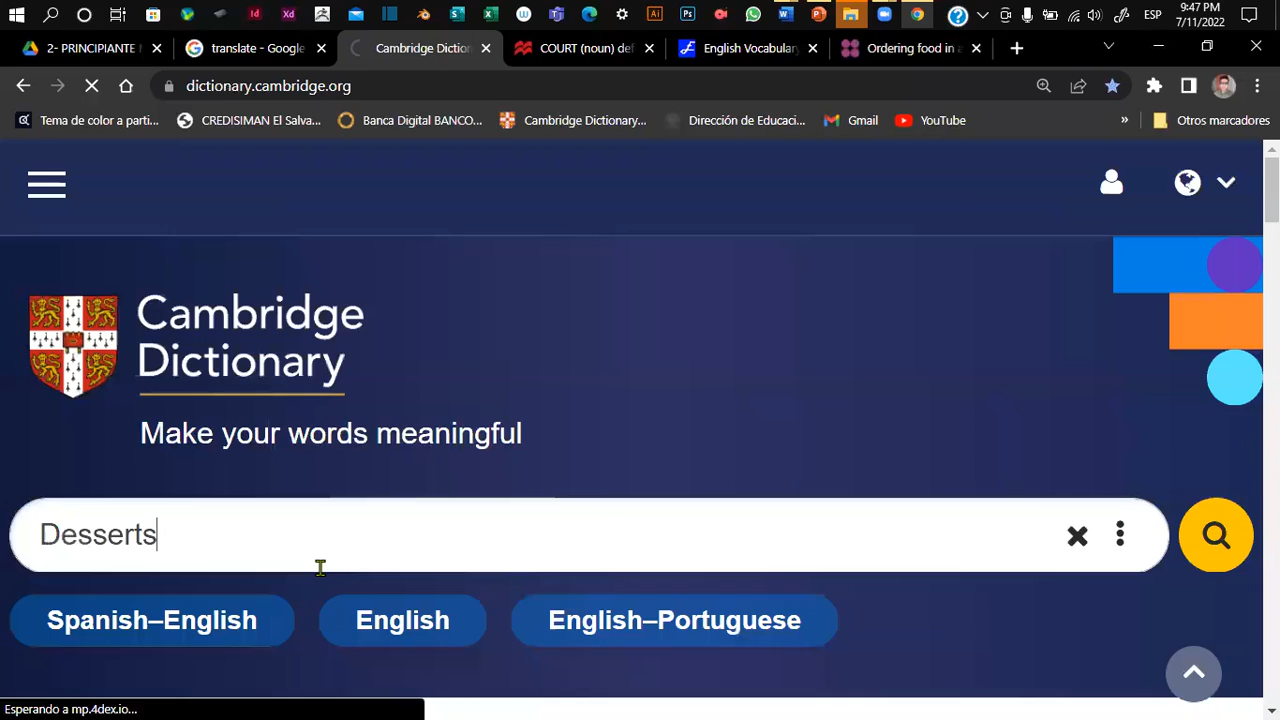 9:47 PM
ESP
7/11/2022
2- PRINCIPIANTE M
translate - Google
Cambridge Diction
COURT (noun) def
English Vocabulary
Ordering food in a
dictionary.cambridge.org
Tema de color a parti...
CREDISIMAN El Salva...
Banca Digital BANCO...
Cambridge Dictionary...
Dirección de Educaci...
Gmail
YouTube
»
Otros marcadores
Cambridge
Dictionary
Make your words meaningful
Desserts
Spanish–English
English
English–Portuguese
Esperando a mp.4dex.io...